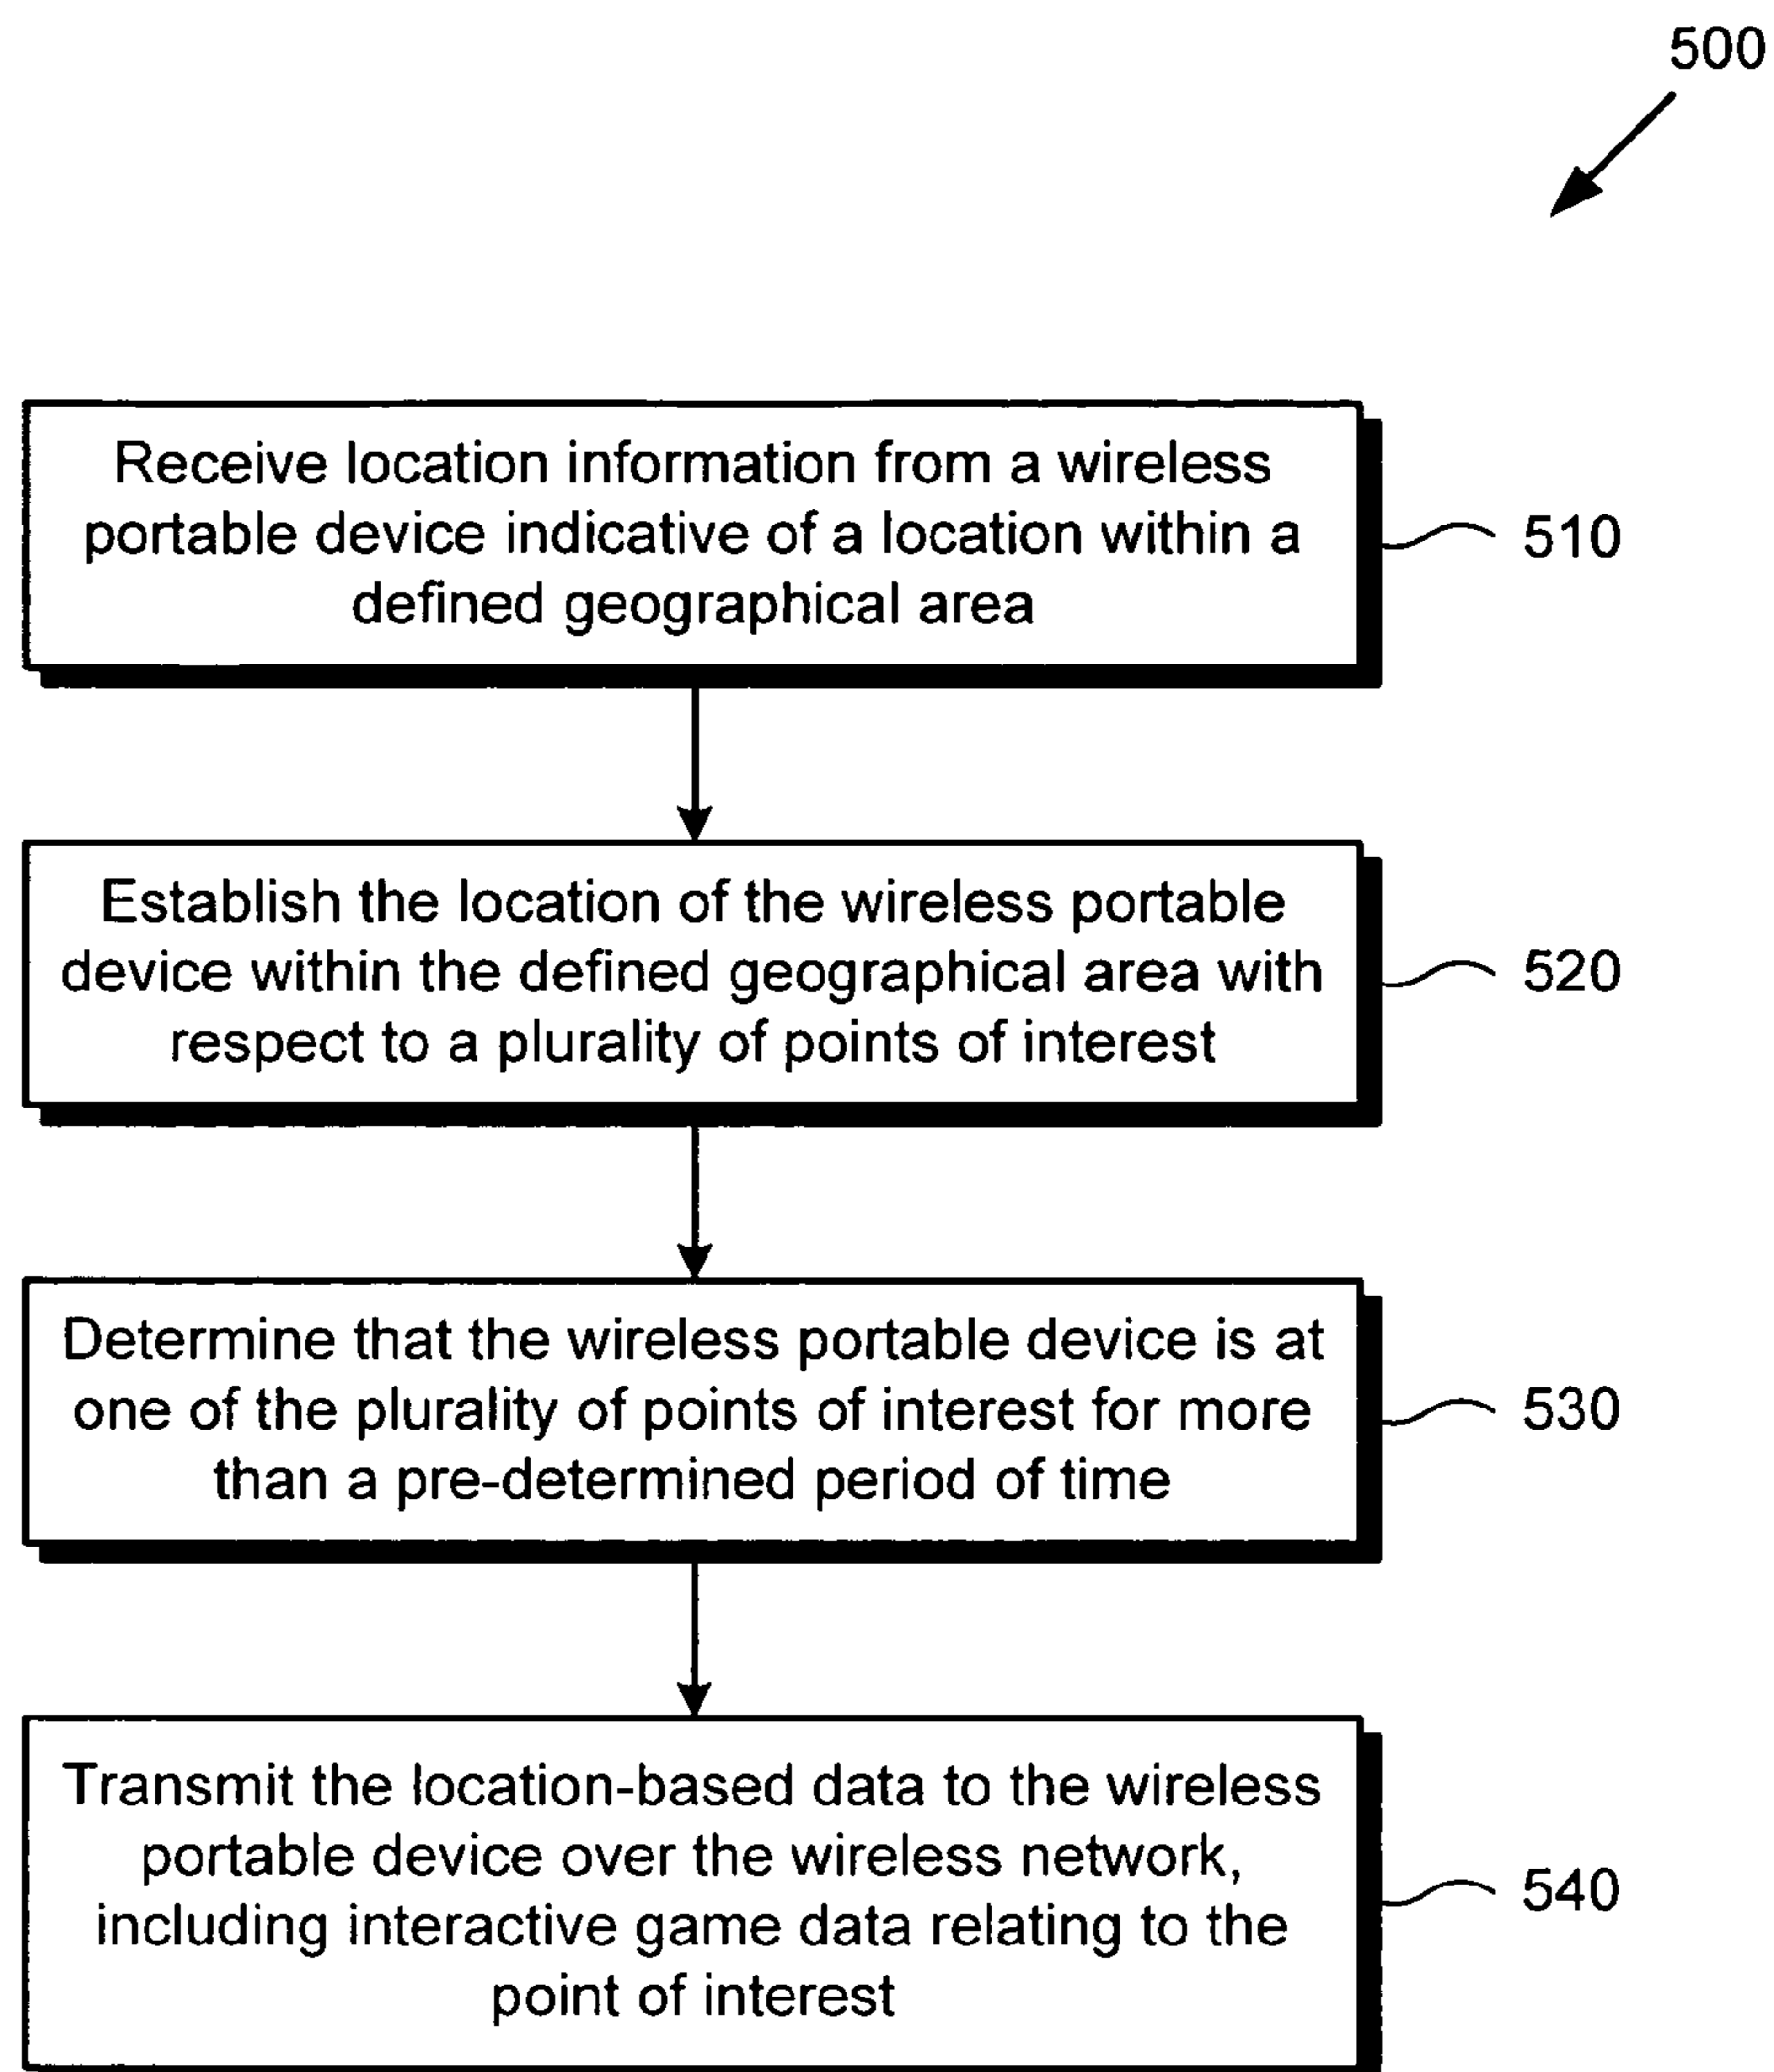 500
Receive location information from a wireless
portable device indicative of a location within a
defined geographical area
510
Establish the location of the wireless portable
device within the defined geographical area with
respect to a plurality of points of interest
520
Determine that the wireless portable device is at
one of the plurality of points of interest for more
than a pre-determined period of time
530
Transmit the location-based data to the wireless
portable device over the wireless network,
including interactive game data relating to the
point of interest
540